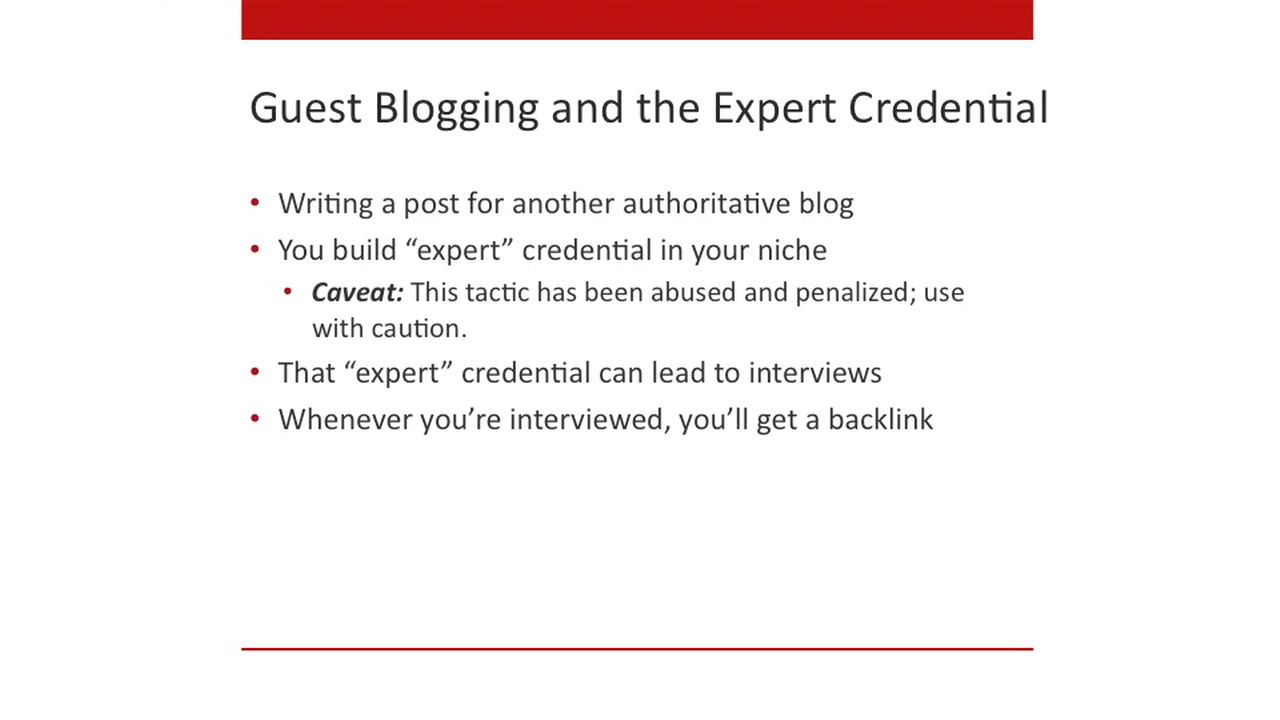 Guest Blogging and the Expert Credential
• Writing a post for another authoritative blog
• You build “expert” credential in your niche
• Caveat: This tactic has been abused and penalized; use
with caution.
• That “expert” credential can lead to interviews
• Whenever you’re interviewed, you’ll get a backlink